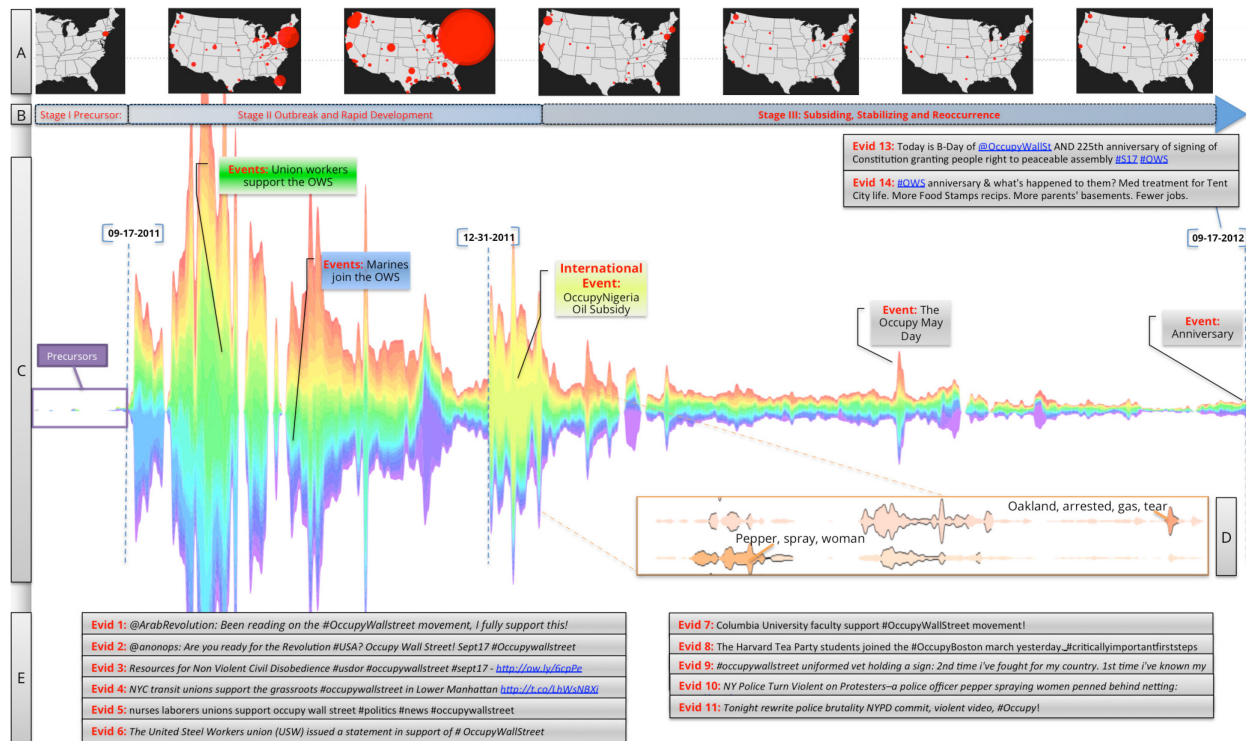 A
B
Stage I Precursor:
Stage II Outbreak and Rapid Development
Stage III: Subsiding, Stabilizing and Reoccurrence
Evid 13: Today is B-Day of @OccupyWallSt AND 225th anniversary of signing of
Constitution granting people right to peaceable assembly #S17 #OWS
Evid 14: #OWS anniversary & what's happened to them? Med treatment for Tent
City life. More Food Stamps recips. More parents' basements. Fewer jobs.
Events: Union workers
support the OWS
09-17-2011
12-31-2011
09-17-2012
Events: Marines
join the OWS
International
Event:
OccupyNigeria
Oil Subsidy
Event: The
Occupy May
Day
Event:
Anniversary
Precursors
C
Oakland, arrested, gas, tear
Pepper, spray, woman
D
E
Evid 1: @ArabRevolution: Been reading on the #OccupyWallstreet movement, I fully support this!
Evid 2: @anonops: Are you ready for the Revolution #USA? Occupy Wall Street! Sept17 #Occupywallstreet
Evid 3: Resources for Non Violent Civil Disobedience #usdor #occupywallstreet #sept17 - http://ow.ly/6cpPe
Evid 4: NYC transit unions support the grassroots #occupywallstreet in Lower Manhattan http://t.co/LhWsNBXi
Evid 5: nurses laborers unions support occupy wall street #politics #news #occupywallstreet
Evid 6: The United Steel Workers union (USW) issued a statement in support of # OccupyWallStreet
Evid 7: Columbia University faculty support #OccupyWallStreet movement!
Evid 8: The Harvard Tea Party students joined the #OccupyBoston march yesterday. #criticallyimportantfirststeps
Evid 9: #occupywallstreet uniformed vet holding a sign: 2nd time i've fought for my country. 1st time i've known my
Evid 10: NY Police Turn Violent on Protesters–a police officer pepper spraying women penned behind netting:
Evid 11: Tonight rewrite police brutality NYPD commit, violent video, #Occupy!